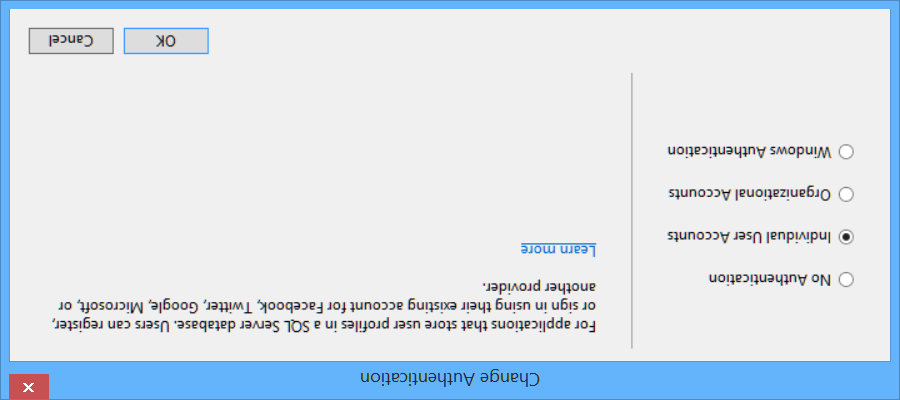 Change Authentication
No Authentication
Individual User Accounts
Organizational Accounts
Windows Authentication
For applications that store user profiles in a SQL Server database. Users can register,
or sign in using their existing account for Facebook, Twitter, Google, Microsoft, or
another provider.
Learn more
OK
Cancel